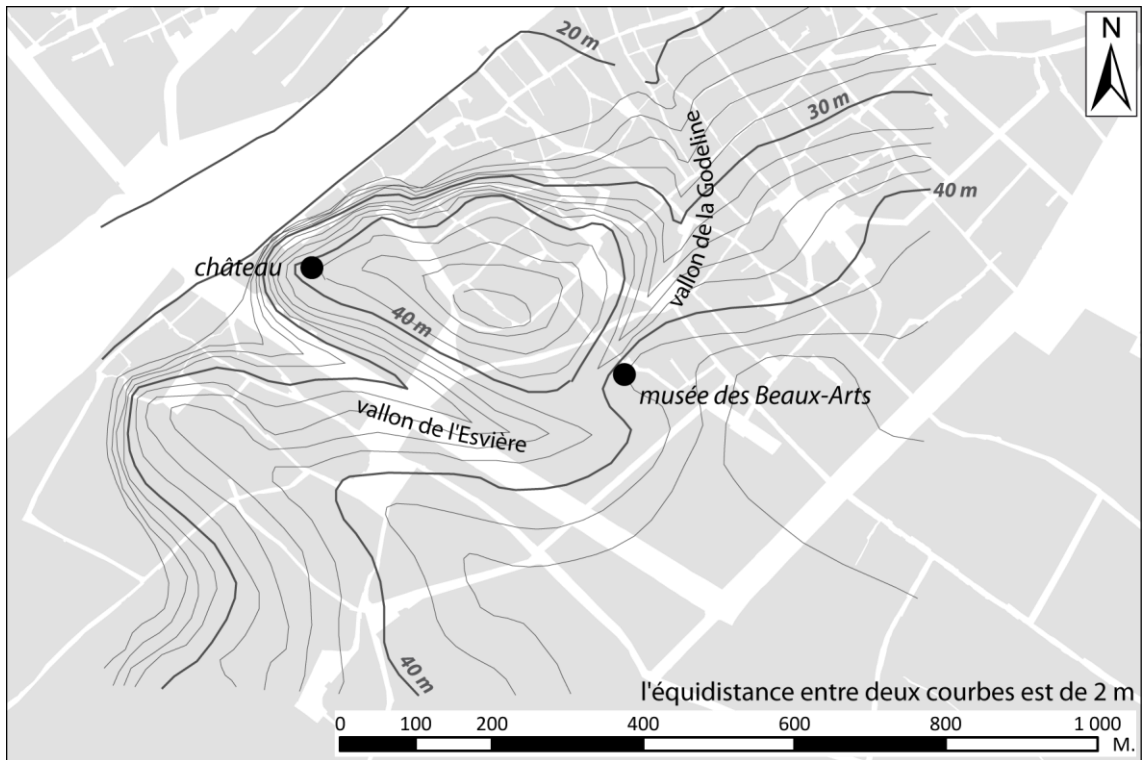 20 m
N
30 m
vallon de la Godeline
40 m
château
40 m
musée des Beaux-Arts
vallon de l'Esvière
40 m
l'équidistance entre deux courbes est de 2 m
0 100 200 400 600 800 1 000
M.